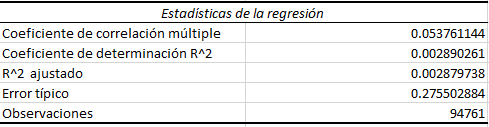 Estadísticas de la regresión
Coeficiente de correlación múltiple 0.053761144
Coeficiente de determinación R^2 0.002890261
R^2 ajustado 0.002879738
Error típico 0.275502884
Observaciones 94761